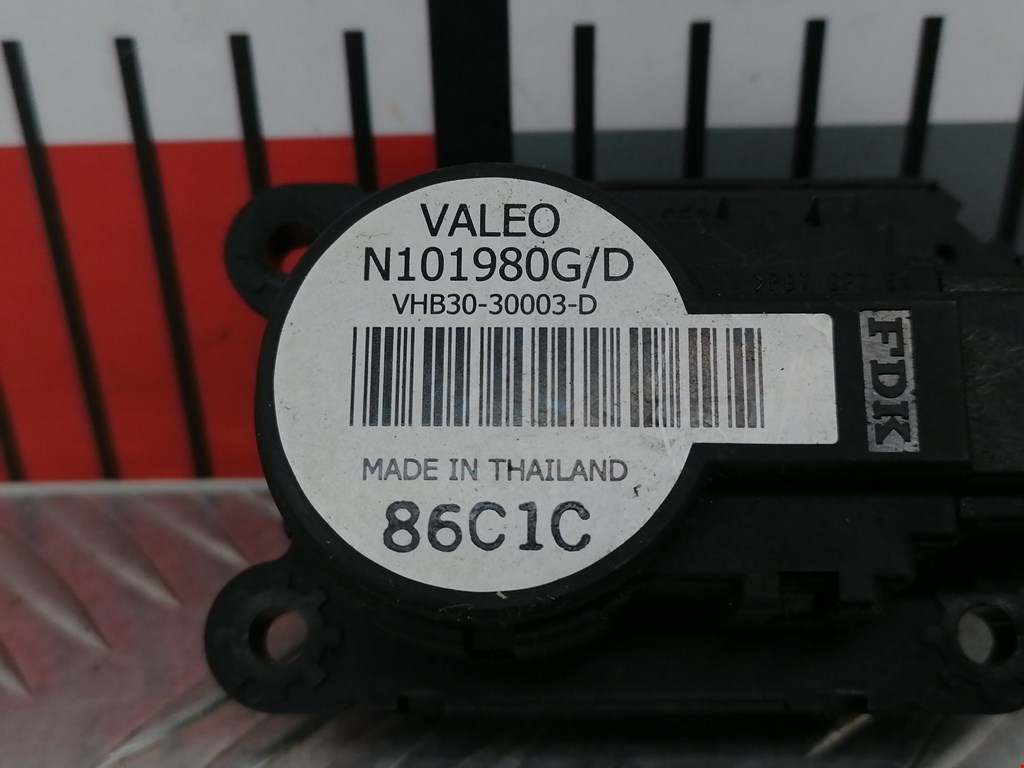 VALEO
N101980G/D
VHB30-30003-D
MADE IN THAILAND
86C1C
FDK